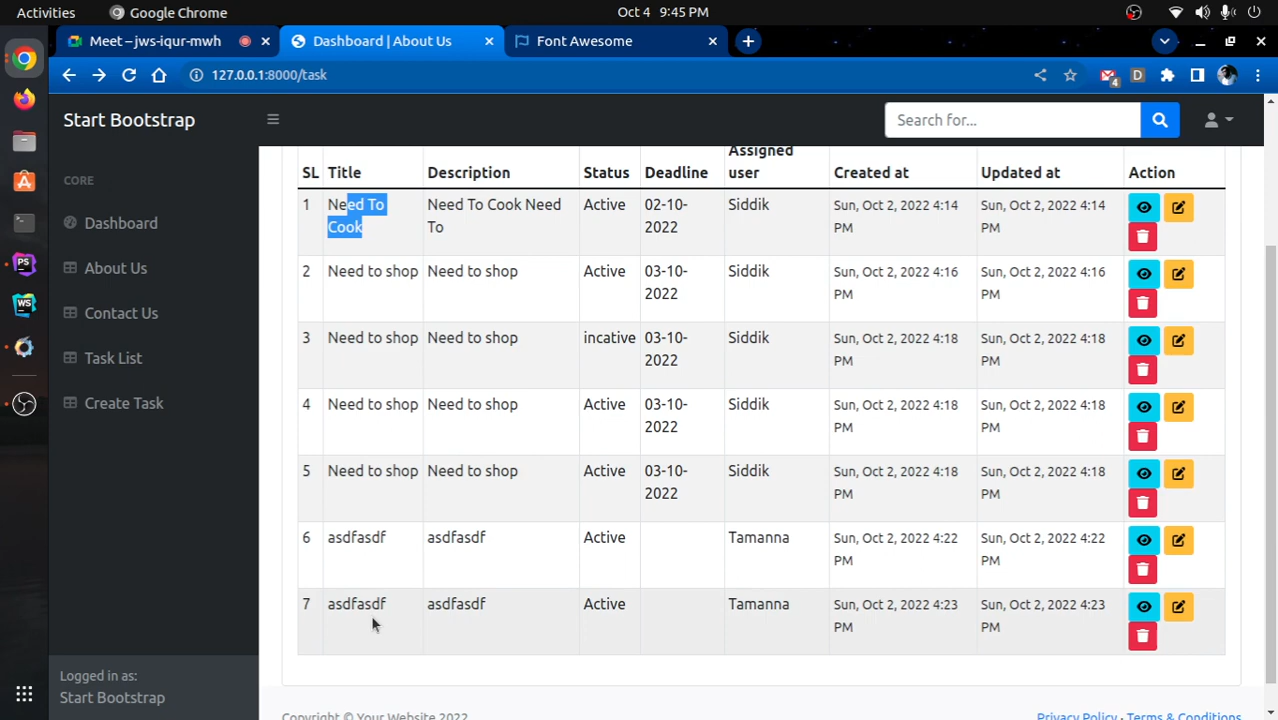 Activities Google Chrome Oct 4 9:45 PM
Meet – jws-iqur-mwh Dashboard | About Us Font Awesome
127.0.0.1:8000/task 4
Start Bootstrap Search for...
CORE
Dashboard
About Us
Contact Us
Task List
Create Task
Logged in as:
Start Bootstrap
Assigned
SL Title Description Status Deadline user Created at Updated at Action
1 Need To Need To Cook Need Active 02-10- Siddik Sun, Oct 2, 2022 4:14 Sun, Oct 2, 2022 4:14
Cook To 2022 PM PM
2 Need to shop Need to shop Active 03-10- Siddik Sun, Oct 2, 2022 4:16 Sun, Oct 2, 2022 4:16
2022 PM PM
3 Need to shop Need to shop incative 03-10- Siddik Sun, Oct 2, 2022 4:18 Sun, Oct 2, 2022 4:18
2022 PM PM
4 Need to shop Need to shop Active 03-10- Siddik Sun, Oct 2, 2022 4:18 Sun, Oct 2, 2022 4:18
2022 PM PM
5 Need to shop Need to shop Active 03-10- Siddik Sun, Oct 2, 2022 4:18 Sun, Oct 2, 2022 4:18
2022 PM PM
6 asdfasdf asdfasdf Active Tamanna Sun, Oct 2, 2022 4:22 Sun, Oct 2, 2022 4:22
PM PM
7 asdfasdf asdfasdf Active Tamanna Sun, Oct 2, 2022 4:23 Sun, Oct 2, 2022 4:23
PM PM
Copyright © Your Website 2022 Privacy Policy · Terms & Conditions